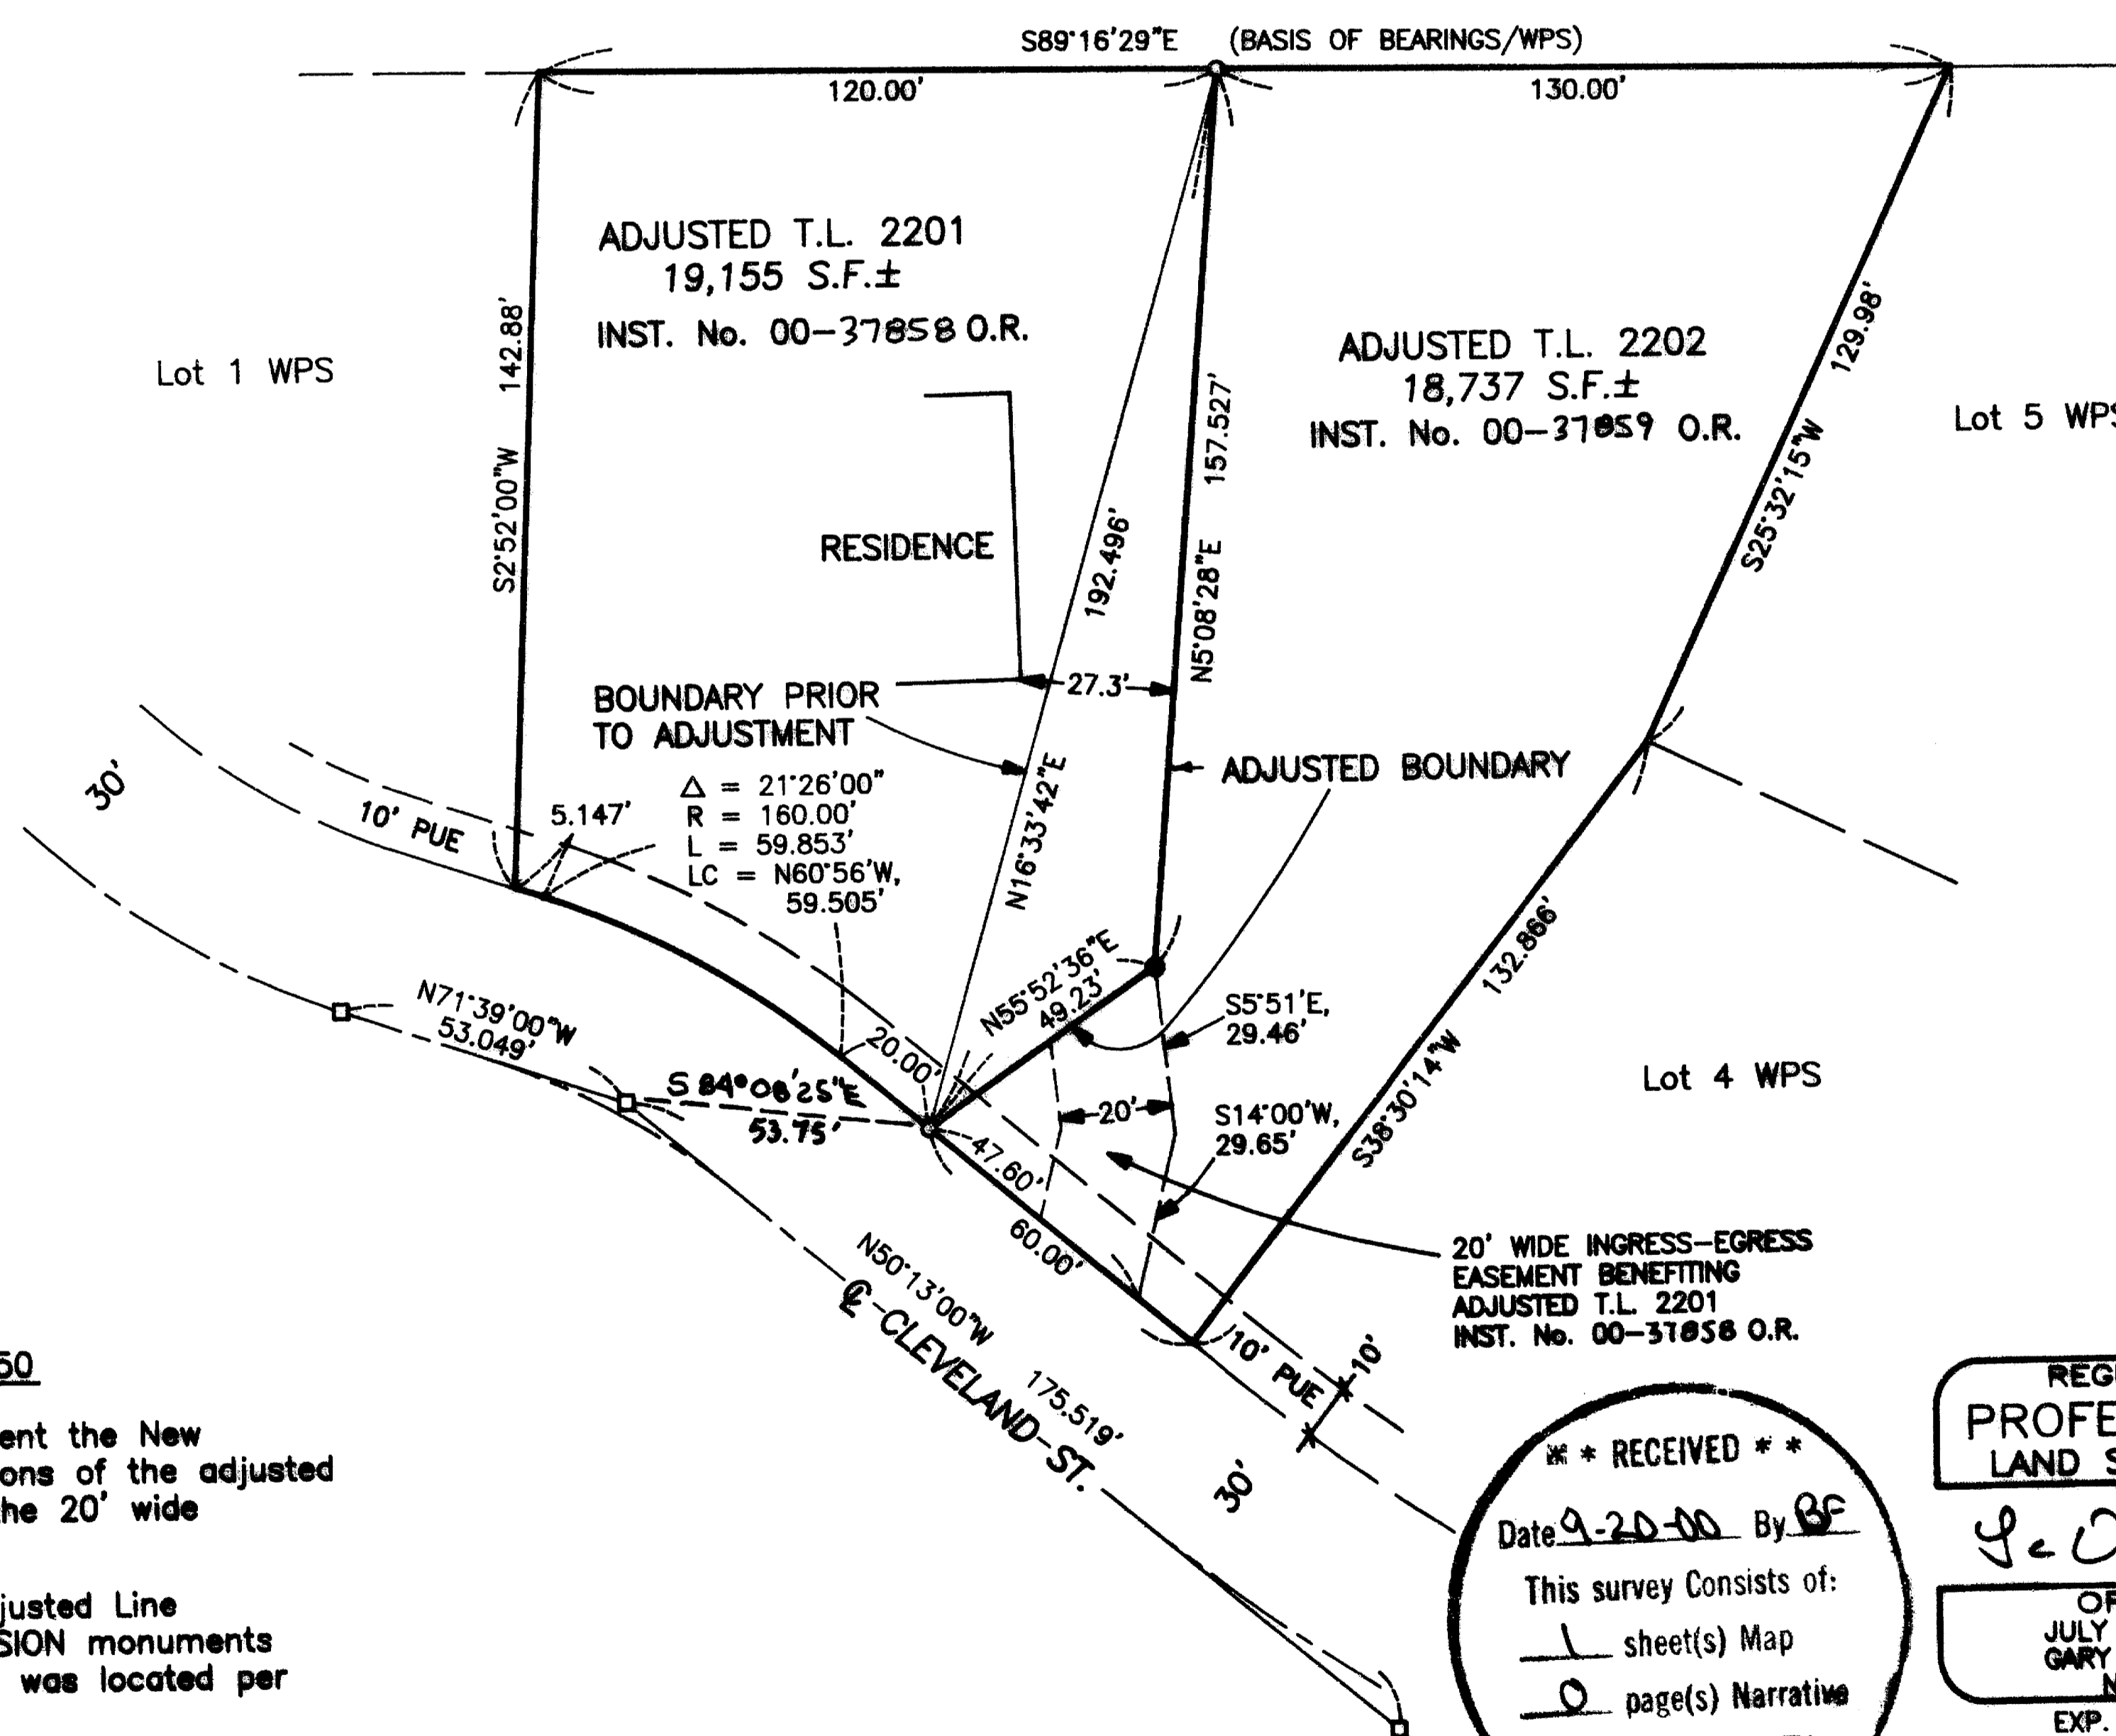 S89°16'29"E (BASIS OF BEARINGS/WPS)
120.00'
130.00'
ADJUSTED T.L. 2201
19,155 S.F.±
INST. No. 00-37858 O.R.
Lot 1 WPS
S2°52'00"W 142.88'
RESIDENCE
192.496'
N16°33'42"E
N5°08'28"E 157.527'
ADJUSTED T.L. 2202
18,737 S.F.±
INST. No. 00-37859 O.R.
129.98'
S25°32'15"W
Lot 5 WPS
27.3'
BOUNDARY PRIOR
TO ADJUSTMENT
ADJUSTED BOUNDARY
Δ = 21°26'00"
R = 160.00'
L = 59.853'
LC = N60°56'W,
59.505'
30'
10' PUE
5.147'
N71°39'00"W
53.049'
S 84°08'25"E
53.75'
20.00'
N55°52'36"E
49.23'
S5°51'E,
29.46'
20'
S14°00'W,
29.65'
132.866'
S38°30'14"W
Lot 4 WPS
47.60'
60.00'
20' WIDE INGRESS-EGRESS
EASEMENT BENEFITING
ADJUSTED T.L. 2201
INST. No. 00-37858 O.R.
N50°13'00"W 175.519'
℄ CLEVELAND ST.
10' PUE
10'
30'
50
ent the New
ons of the adjusted
he 20' wide
justed Line
SION monuments
was located per
* * RECEIVED * *
Date 9-20-00 By BF
This survey Consists of:
1 sheet(s) Map
0 page(s) Narrative
REG
PROFE
LAND S
OR
JULY
GARY
N
EXP.